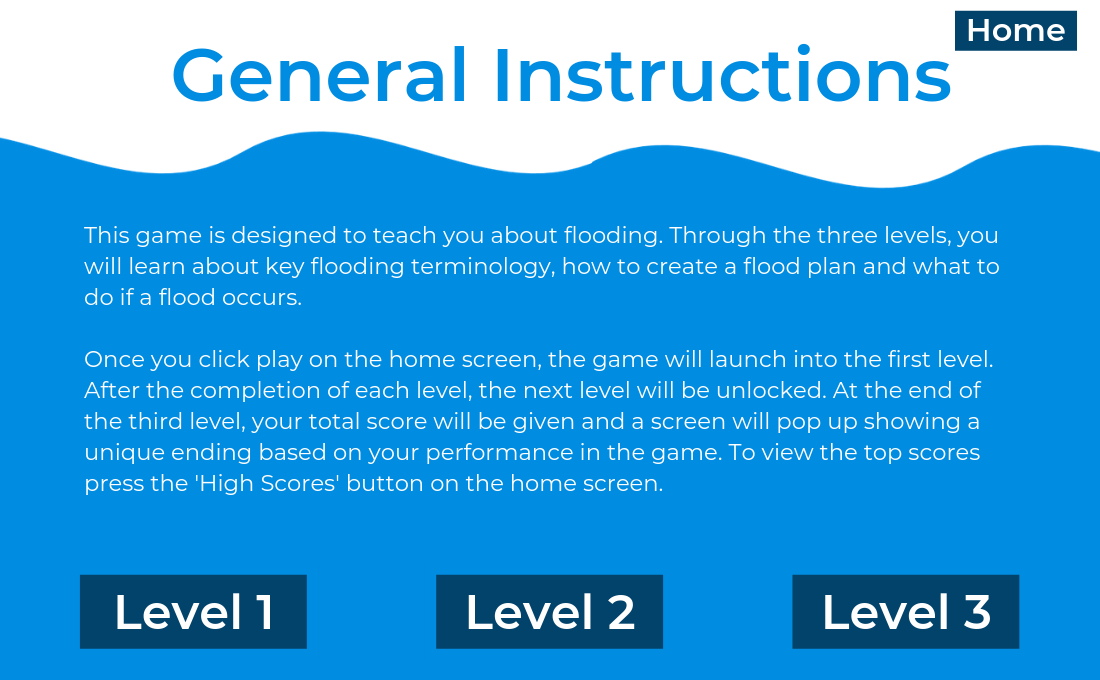 Home
General Instructions
This game is designed to teach you about flooding. Through the three levels, you
will learn about key flooding terminology, how to create a flood plan and what to
do if a flood occurs.
Once you click play on the home screen, the game will launch into the first level.
After the completion of each level, the next level will be unlocked. At the end of
the third level, your total score will be given and a screen will pop up showing a
unique ending based on your performance in the game. To view the top scores
press the 'High Scores' button on the home screen.
Level 1
Level 2
Level 3